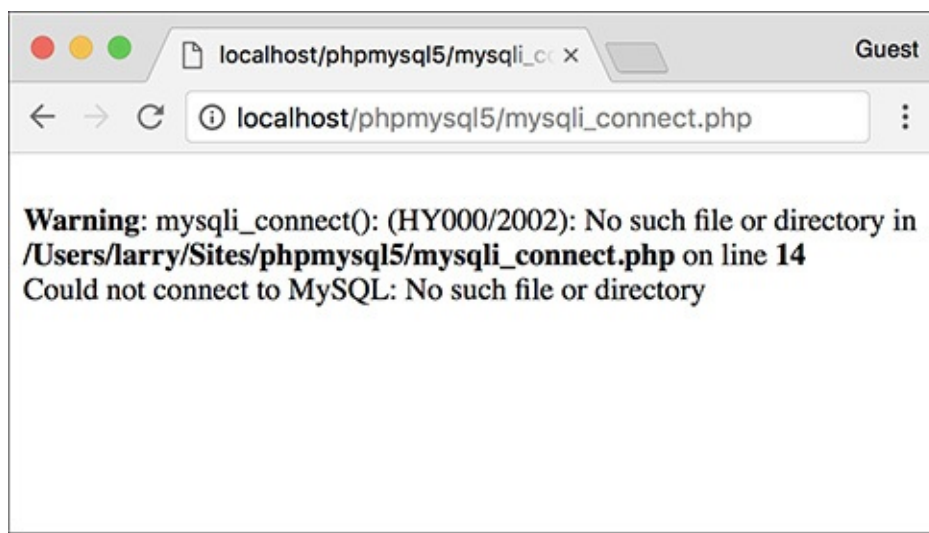 localhost/phpmysql5/mysqli_c
Guest
localhost/phpmysql5/mysqli_connect.php
Warning: mysqli_connect(): (HY000/2002): No such file or directory in
/Users/larry/Sites/phpmysql5/mysqli_connect.php on line 14
Could not connect to MySQL: No such file or directory